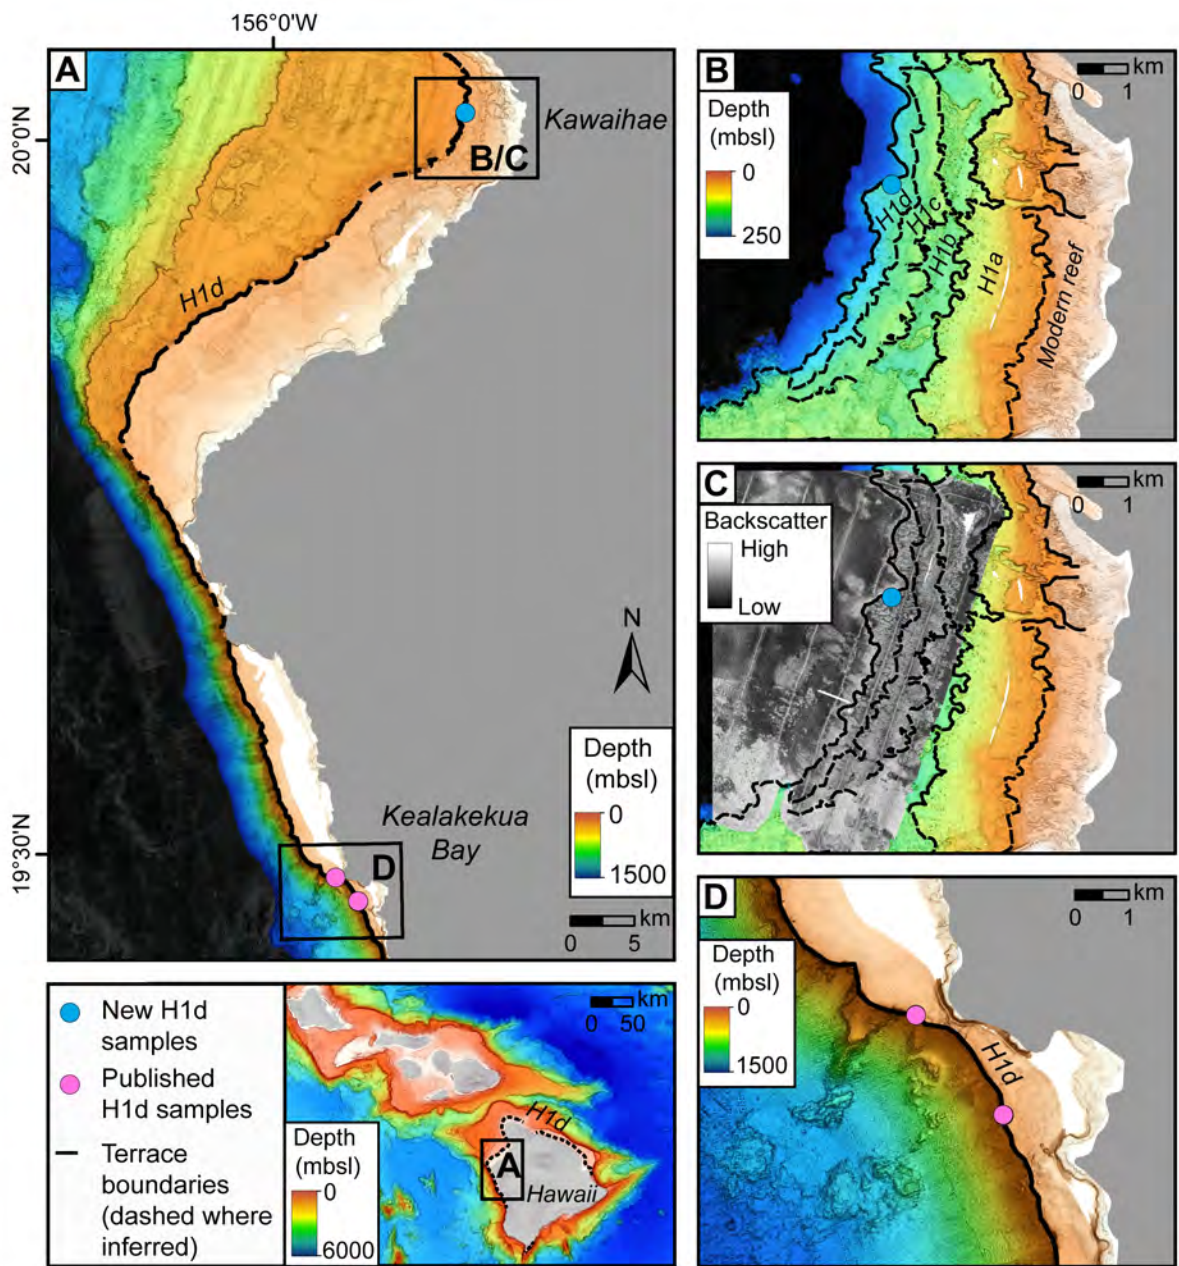 156°0'W
A
20°0'N
Kawaihae
B/C
H1d
N
Depth
(mbsl)
0
1500
km
0 5
Kealakekua
Bay
19°30'N
D
B
km
0 1
Depth
(mbsl)
0
250
H1d
H1c
H1b
H1a
Modern reef
C
km
0 1
Backscatter
High
Low
D
km
0 1
Depth
(mbsl)
0
1500
H1d
New H1d
samples
Published
H1d samples
Terrace
boundaries
(dashed where
inferred)
km
0 50
H1d
A
Hawaii
Depth
(mbsl)
0
6000